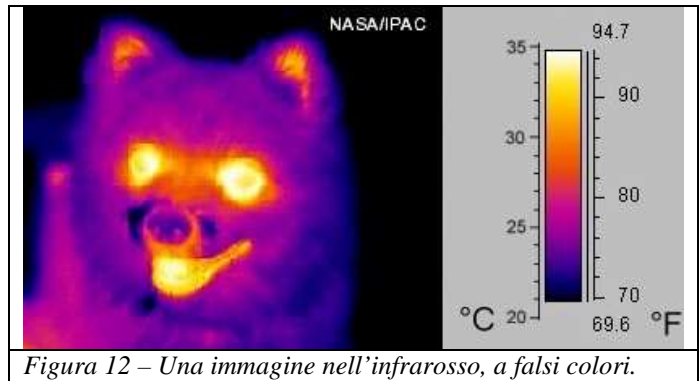 NASA/IPAC
94.7
35
90
30
80
25
70
°C 20 69.6 °F
Figura 12 – Una immagine nell'infrarosso, a falsi colori.